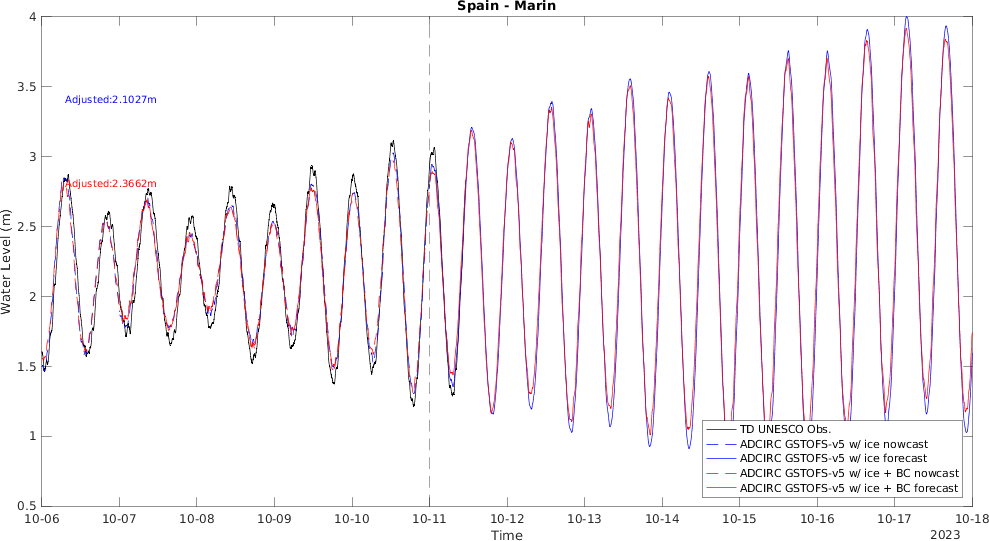 Spain - Marin
4
3.5
3
2.5
2
1.5
1
0.5
Water Level (m)
Adjusted:2.1027m
Adjusted:2.3662m
TD UNESCO Obs.
ADCIRC GSTOFS-v5 w/ ice nowcast
ADCIRC GSTOFS-v5 w/ ice forecast
ADCIRC GSTOFS-v5 w/ ice + BC nowcast
ADCIRC GSTOFS-v5 w/ ice + BC forecast
10-06 10-07 10-08 10-09 10-10 10-11 10-12 10-13 10-14 10-15 10-16 10-17 10-18
Time
2023